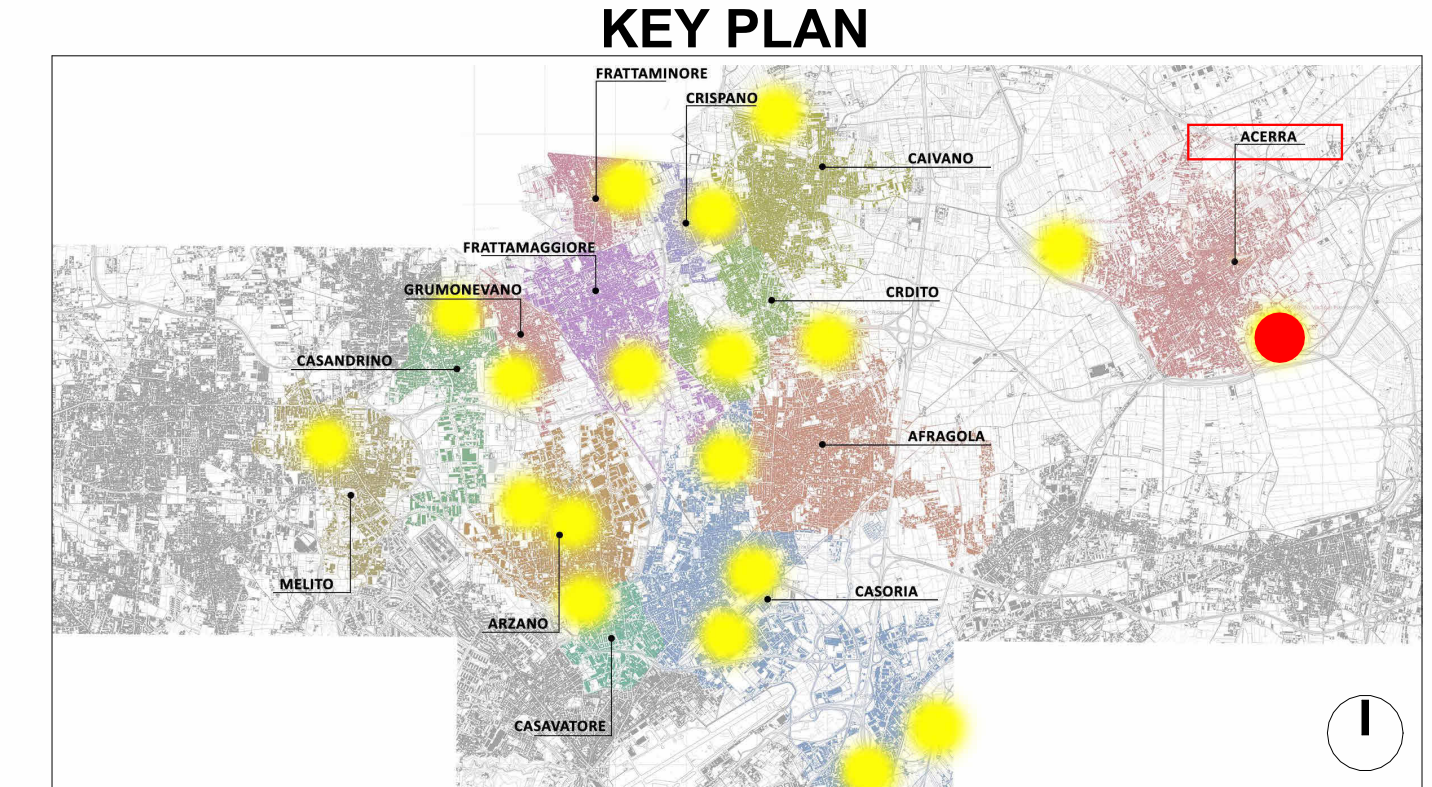 KEY PLAN
FRATTAMINORE
CRISPANO
ACERRA
CAIVANO
FRATTAMAGGIORE
GRUMONEVANO
CRDITO
CASANDRINO
AFRAGOLA
MELITO
CASORIA
ARZANO
CASAVATORE